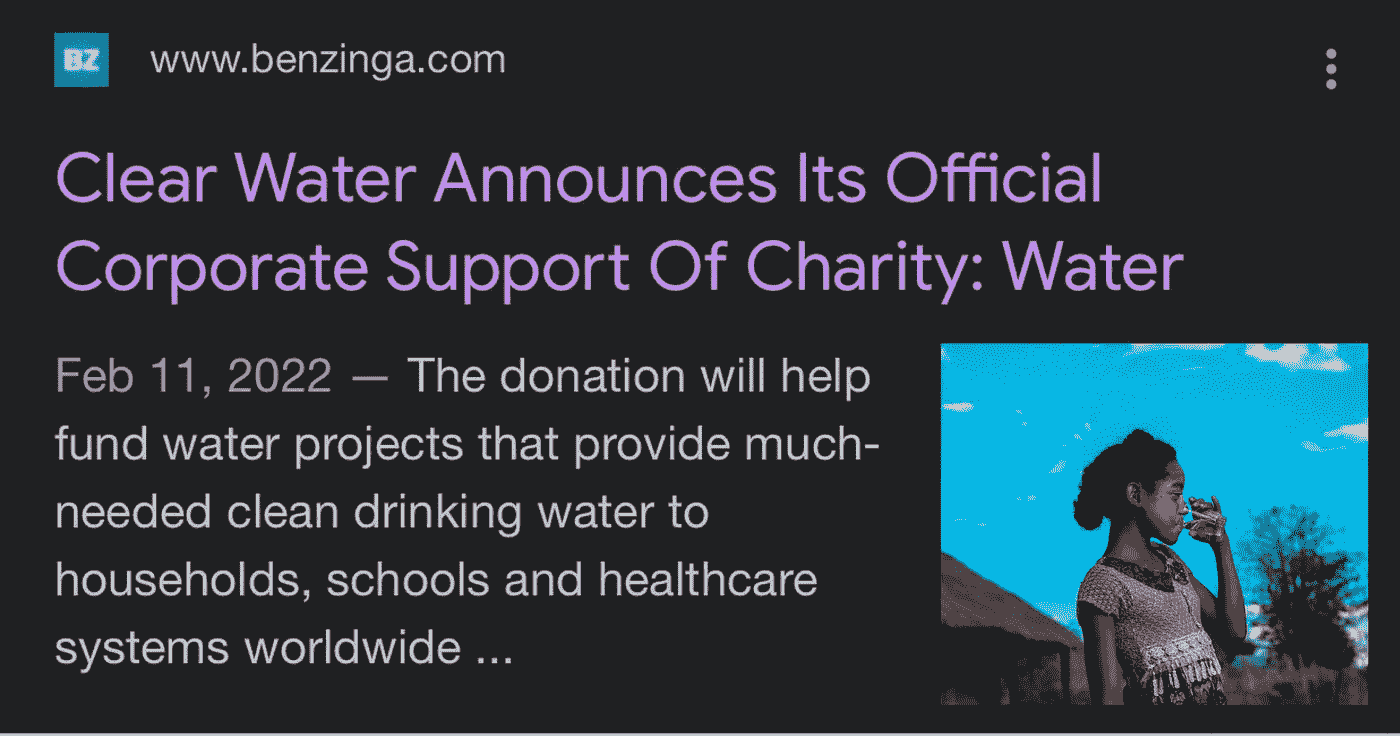 BZ
www.benzinga.com
Clear Water Announces Its Official
Corporate Support Of Charity: Water
Feb 11, 2022 — The donation will help
fund water projects that provide much-
needed clean drinking water to
households, schools and healthcare
systems worldwide ...